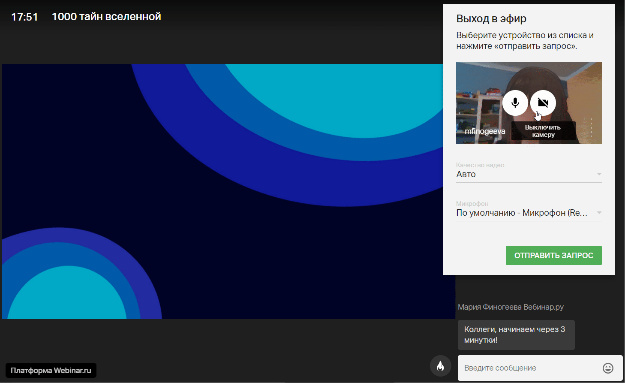 17:51 1000 тайн вселенной
Выход в эфир
Выберите устройство из списка и
нажмите «отправить запрос».
mfinogeeva
Выключить
камеру
Качество видео
Авто
Микрофон
По умолчанию - Микрофон (Re...
ОТПРАВИТЬ ЗАПРОС
Мария Финогеева Вебинар.ру
Коллеги, начинаем через 3
минутки!
Платформа Webinar.ru
Введите сообщение